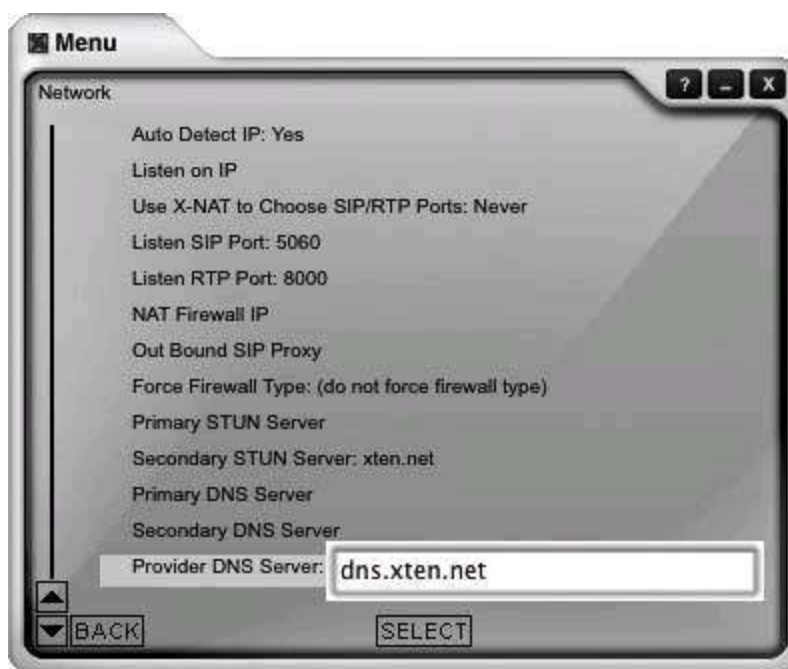 Menu
Network
? – X
Auto Detect IP: Yes
Listen on IP
Use X-NAT to Choose SIP/RTP Ports: Never
Listen SIP Port: 5060
Listen RTP Port: 8000
NAT Firewall IP
Out Bound SIP Proxy
Force Firewall Type: (do not force firewall type)
Primary STUN Server
Secondary STUN Server: xten.net
Primary DNS Server
Secondary DNS Server
Provider DNS Server: dns.xten.net
BACK SELECT